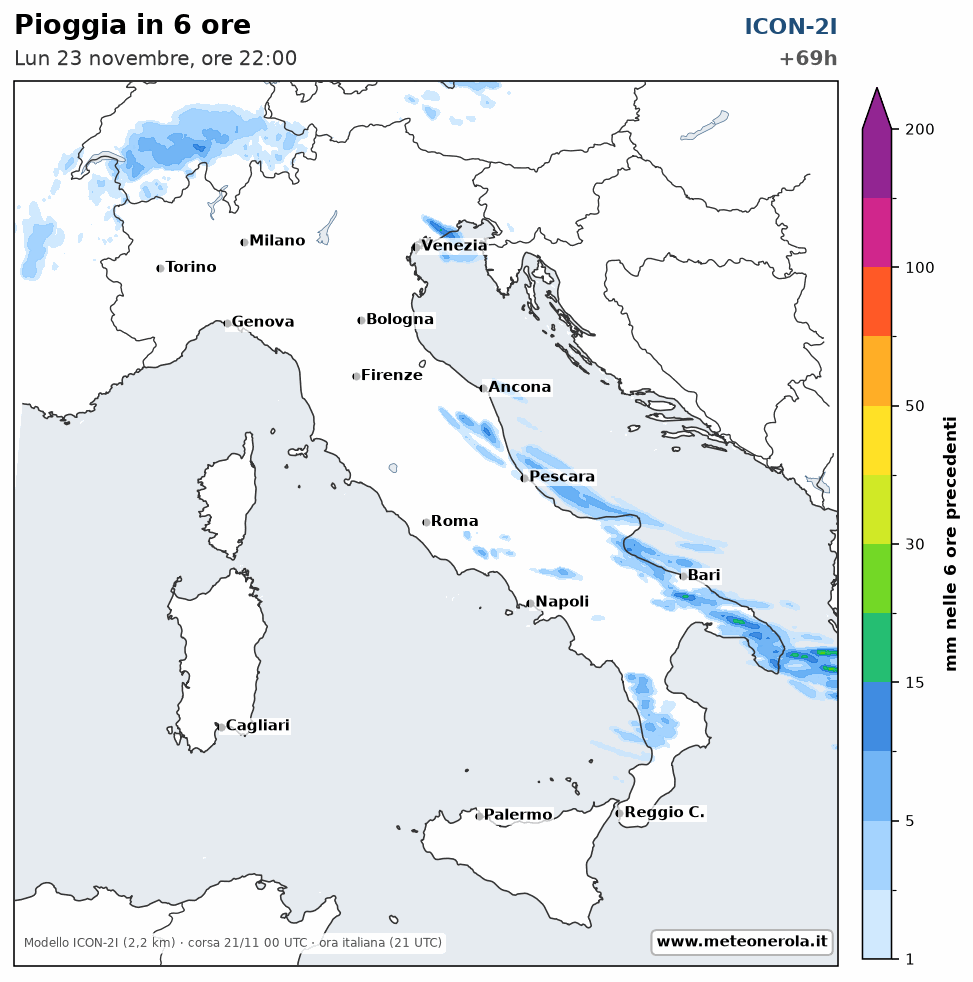 Pioggia in 6 ore
ICON-2I
Lun 23 novembre, ore 22:00
+69h
200
100
50
30
15
5
1
mm nelle 6 ore precedenti
Milano
Venezia
Torino
Genova
Bologna
Firenze
Ancona
Pescara
Roma
Bari
Napoli
Cagliari
Palermo
Reggio C.
Modello ICON-2I (2,2 km) · corsa 21/11 00 UTC · ora italiana (21 UTC)
www.meteonerola.it